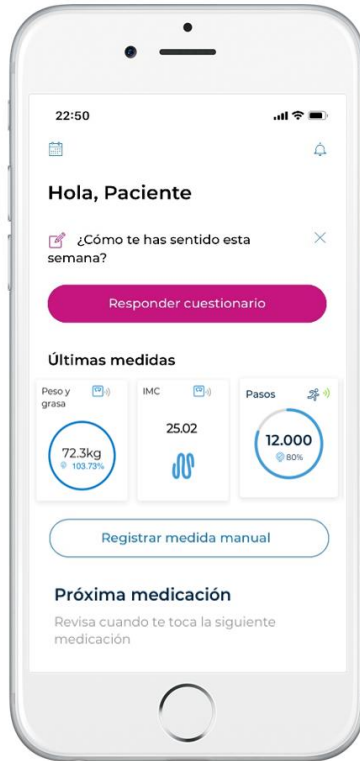 22:50
Hola, Paciente
¿Cómo te has sentido esta
semana?
Responder cuestionario
Últimas medidas
Peso y
grasa
72.3kg
103.73%
IMC
25.02
Pasos
12.000
80%
Registrar medida manual
Próxima medicación
Revisa cuando te toca la siguiente
medicación